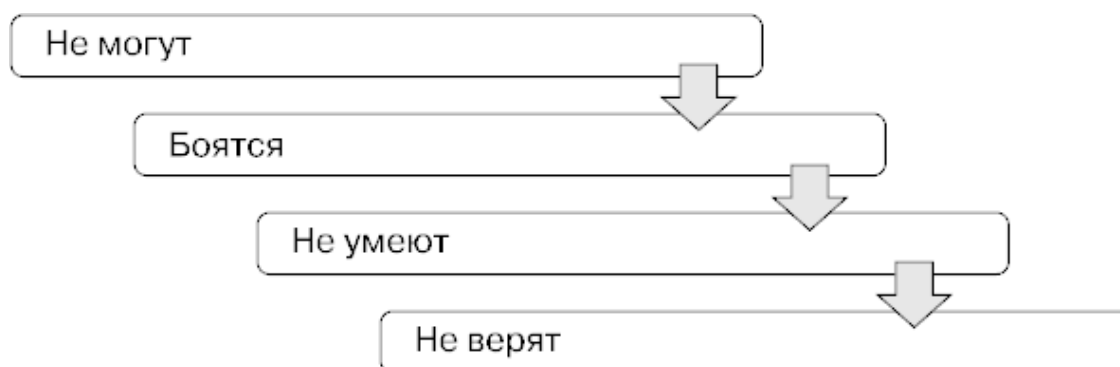 Не могут
Боятся
Не умеют
Не верят